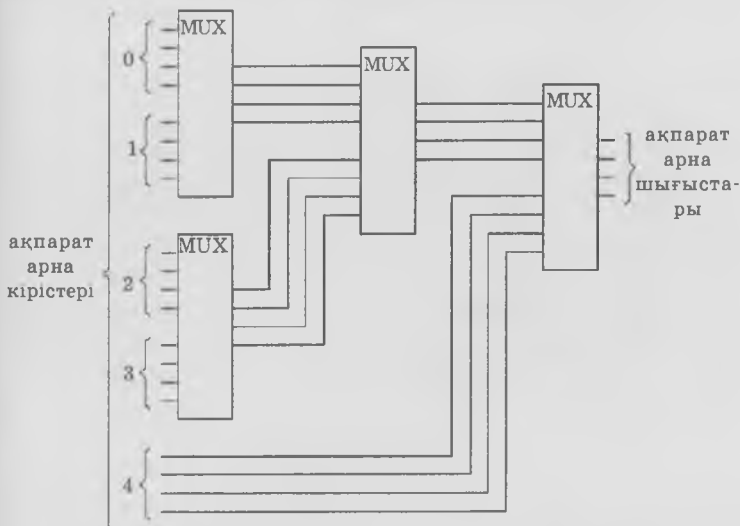 0
MUX
1
MUX
MUX
ақпарат
арна
шығыста-
ры
ақпарат
арна
кірістері
2
MUX
3
4